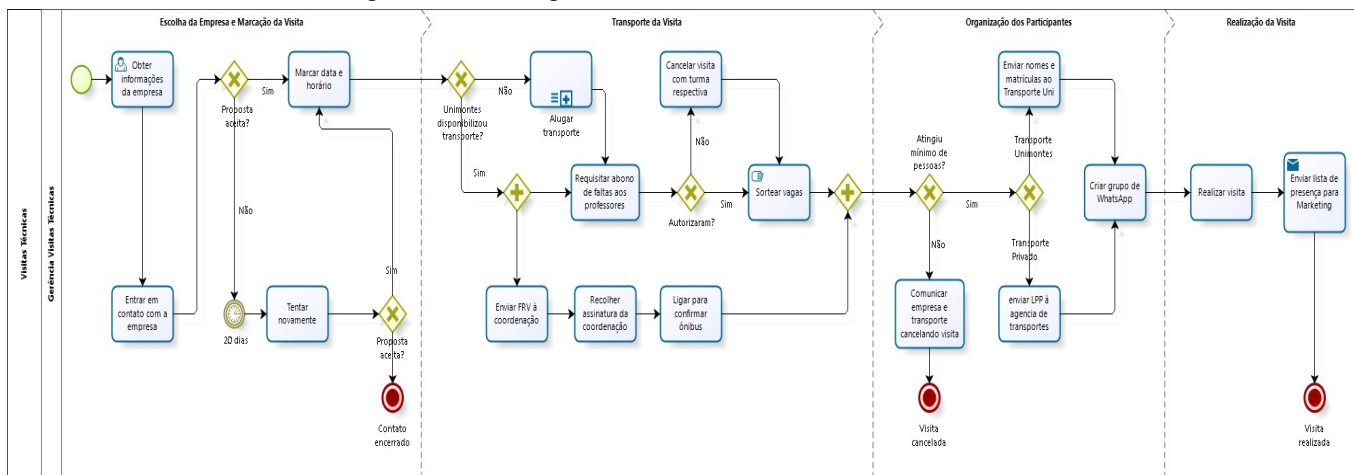 Escolha da Empresa e Marcação da Visita
Transporte da Visita
Organização dos Participantes
Realização da Visita
Visitas Técnicas
Gerência Visitas Técnicas
Obter
informações
da empresa
Proposta
aceita?
Sim
Marcar data e
horário
Não
Entrar em
contato com a
empresa
20 dias
Tentar
novamente
Sim
Proposta
aceita?
Contato
encerrado
Unimontes
disponibilizou
transporte?
Não
Alugar
transporte
Sim
Cancelar visita
com turma
respectiva
Não
Requisitar abono
de faltas aos
professores
Autorizaram?
Sim
Sortear vagas
Enviar FRV à
coordenação
Recolher
assinatura da
coordenação
Ligar para
confirmar
ônibus
Atingiu
mínimo de
pessoas?
Sim
Não
Comunicar
empresa e
transporte
cancelando visita
Visita
cancelada
Enviar nomes e
matrículas ao
Transporte Uni
Transporte
Unimontes
Transporte
Privado
enviar LPP à
agencia de
transportes
Criar grupo de
WhatsApp
Realizar visita
Enviar lista de
presença para
Marketing
Visita
realizada